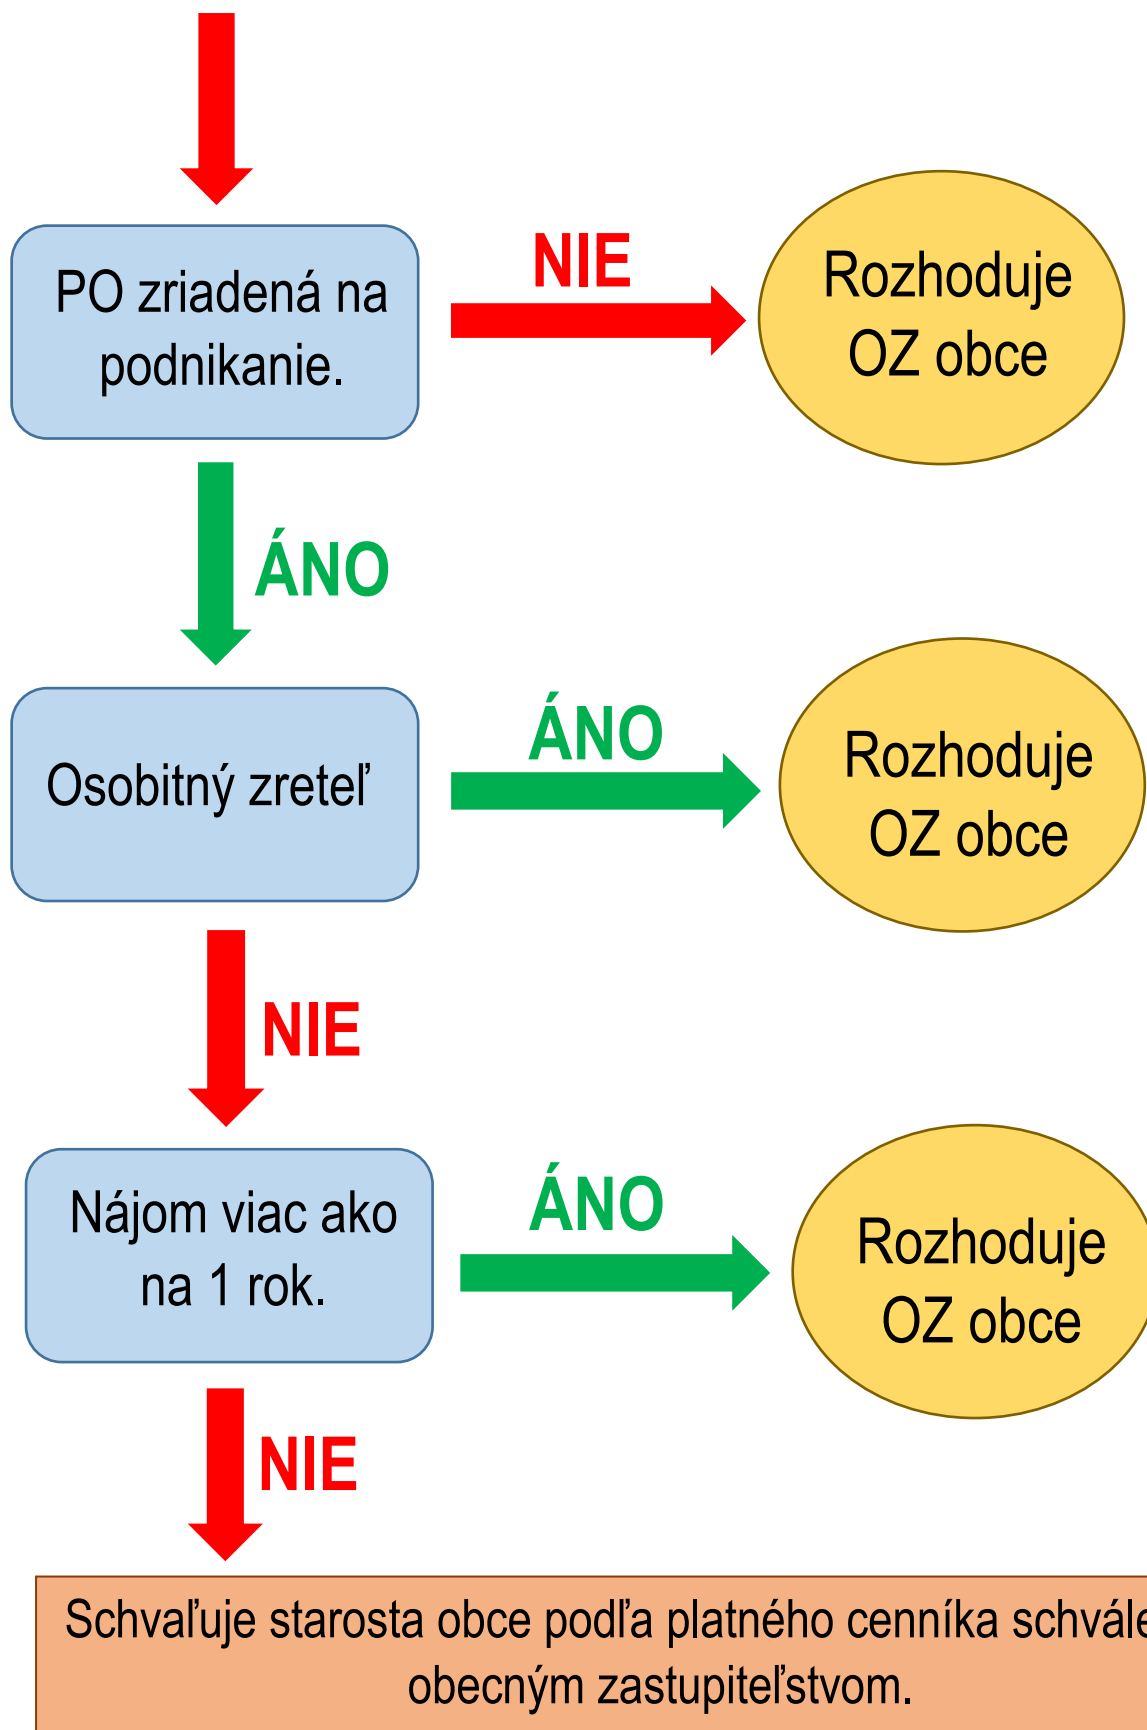 PO zriadená na
podnikanie.
NIE
Rozhoduje
OZ obce
ÁNO
Osobitný zreteľ
ÁNO
Rozhoduje
OZ obce
NIE
Nájom viac ako
na 1 rok.
ÁNO
Rozhoduje
OZ obce
NIE
Schvaľuje starosta obce podľa platného cenníka
obecným zastupiteľstvom.